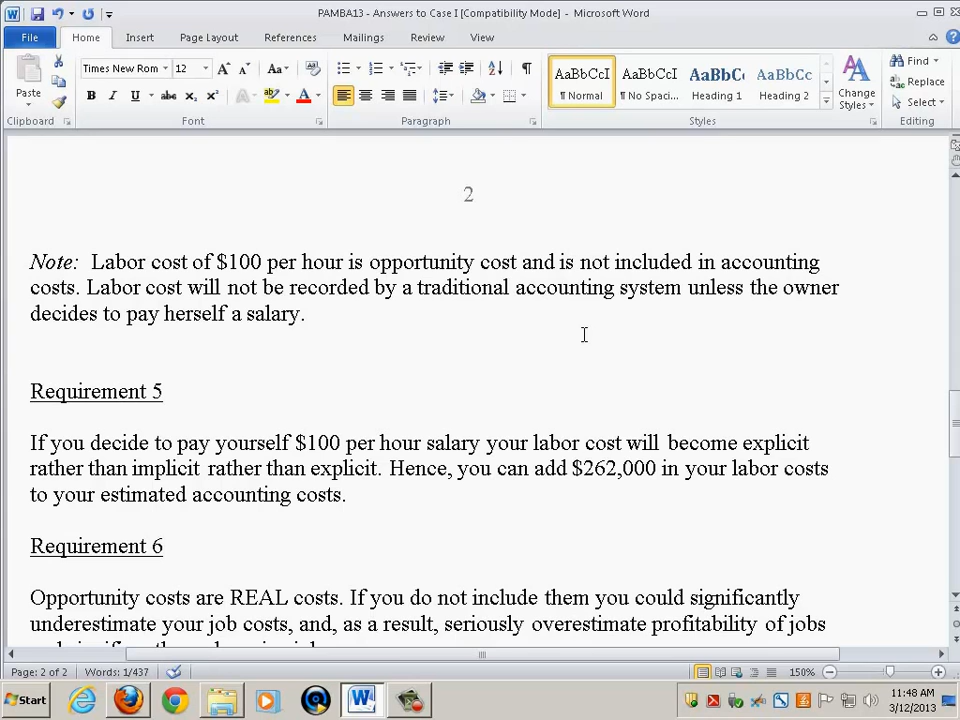 PAMBA13 - Answers to Case I [Compatibility Mode] - Microsoft Word
File Home Insert Page Layout References Mailings Review View
Paste
Clipboard
Times New Rom 12
Font
Paragraph
AaBbCcI AaBbCcI AaBbC AaBbCc
¶ Normal ¶ No Spaci... Heading 1 Heading 2
Change
Styles
Styles
Find
Replace
Select
Editing
2
Note: Labor cost of $100 per hour is opportunity cost and is not included in accounting
costs. Labor cost will not be recorded by a traditional accounting system unless the owner
decides to pay herself a salary.
Requirement 5
If you decide to pay yourself $100 per hour salary your labor cost will become explicit
rather than implicit rather than explicit. Hence, you can add $262,000 in your labor costs
to your estimated accounting costs.
Requirement 6
Opportunity costs are REAL costs. If you do not include them you could significantly
underestimate your job costs, and, as a result, seriously overestimate profitability of jobs
Page: 2 of 2 Words: 1/437 150%
Start 11:48 AM
3/12/2013